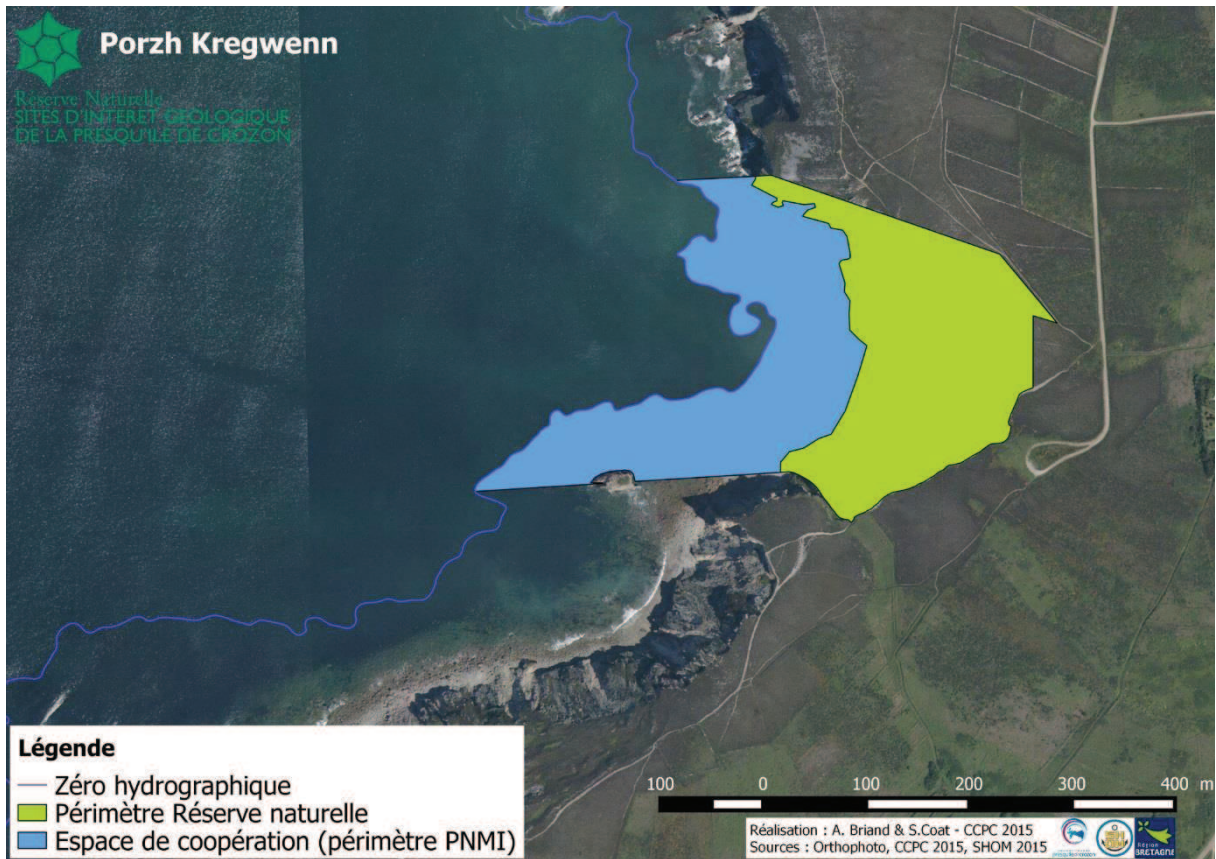 Porzh Kregwenn
Réserve Naturelle
SITES D'INTERET GEOLOGIQUE
DE LA PRESQU'ILE DE CROZON
Légende
Zéro hydrographique
Périmètre Réserve naturelle
Espace de coopération (périmètre PNMI)
100 0 100 200 300 400 m
Réalisation : A. Briand & S.Coat - CCPC 2015
Sources : Orthophoto, CCPC 2015, SHOM 2015
Région
BRETAGNE